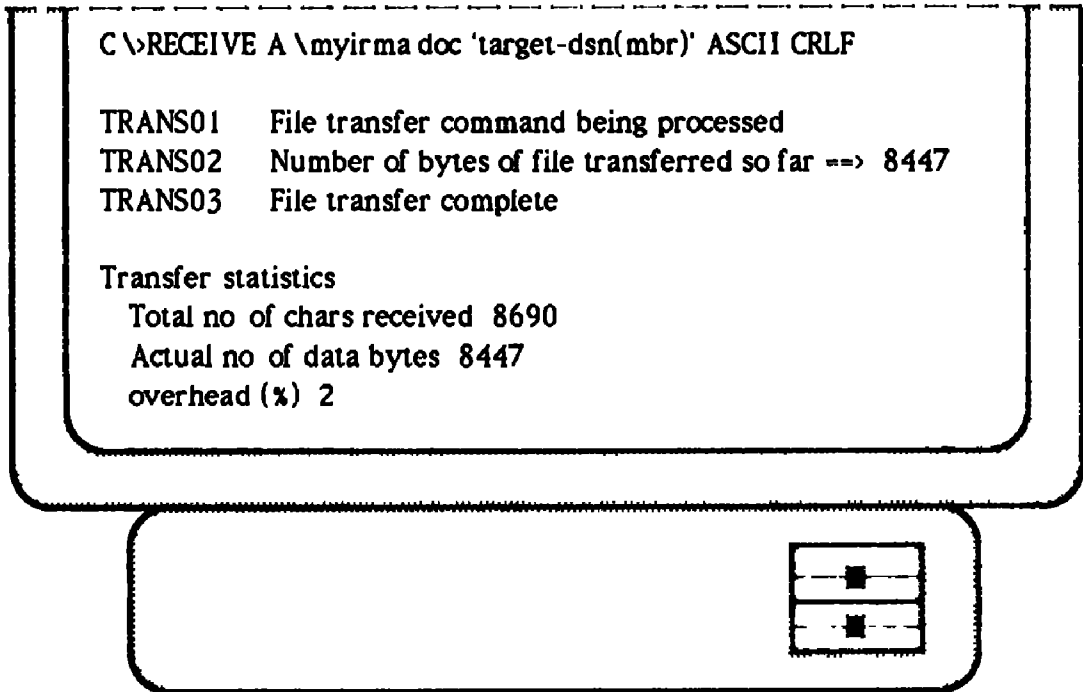 C \>RECEIVE A \myirma doc 'target-dsn(mbr)' ASCII CRLF
TRANS01 File transfer command being processed
TRANS02 Number of bytes of file transferred so far ==> 8447
TRANS03 File transfer complete
Transfer statistics
Total no of chars received 8690
Actual no of data bytes 8447
overhead (%) 2